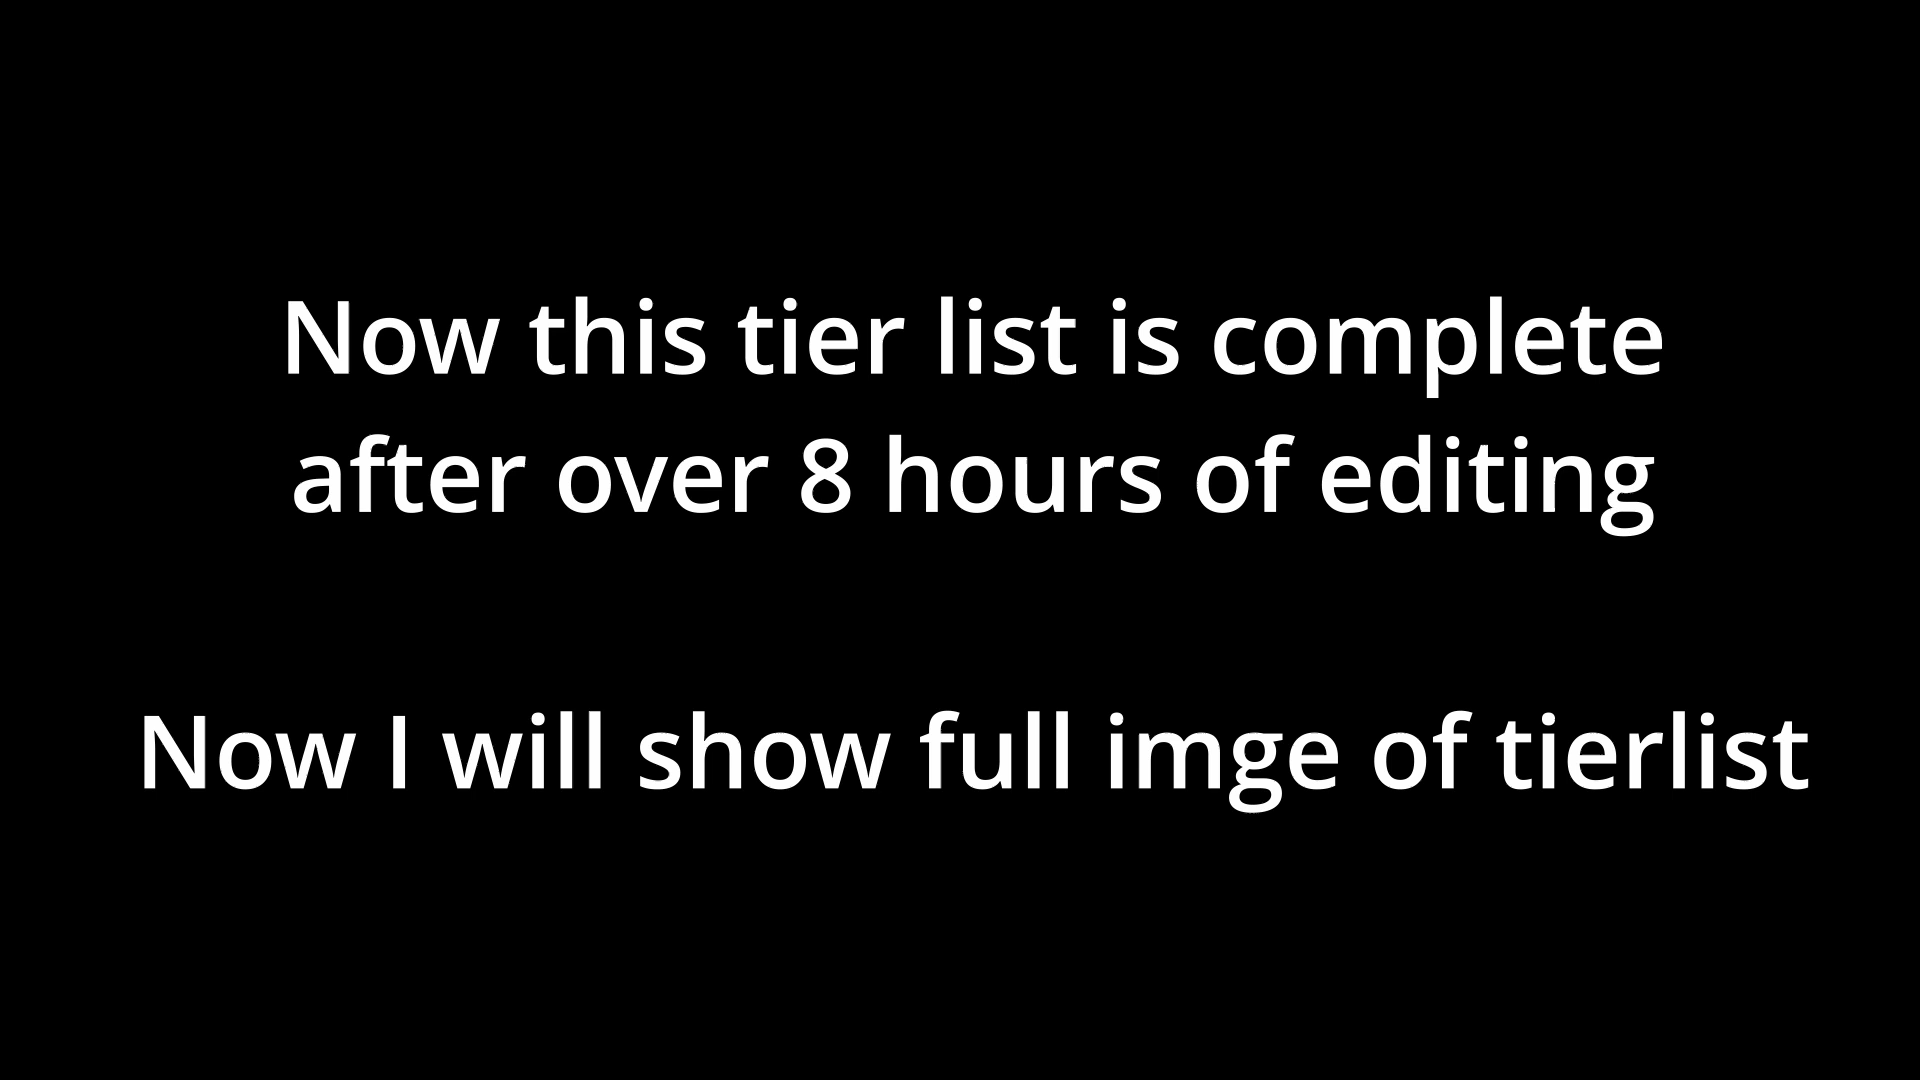 Now this tier list is complete
after over 8 hours of editing
Now I will show full imge of tierlist